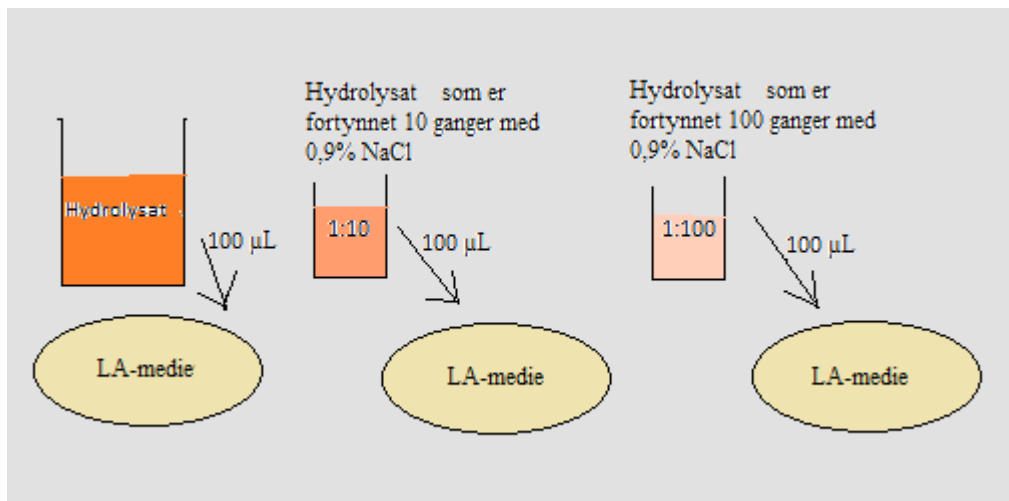 Hydrolysat
100 µL
LA-medie
Hydrolysat som er
fortynnet 10 ganger med
0,9% NaCl
1:10
100 µL
LA-medie
Hydrolysat som er
fortynnet 100 ganger med
0,9% NaCl
1:100
100 µL
LA-medie